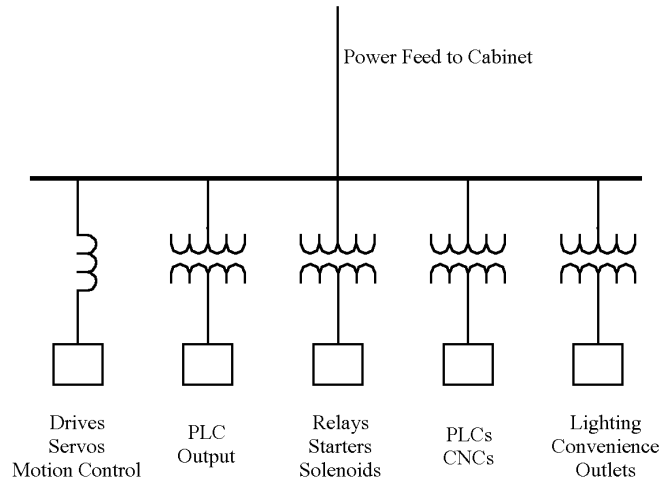 Power Feed to Cabinet
Drives
Servos
Motion Control
PLC
Output
Relays
Starters
Solenoids
PLCs
CNCs
Lighting
Convenience
Outlets